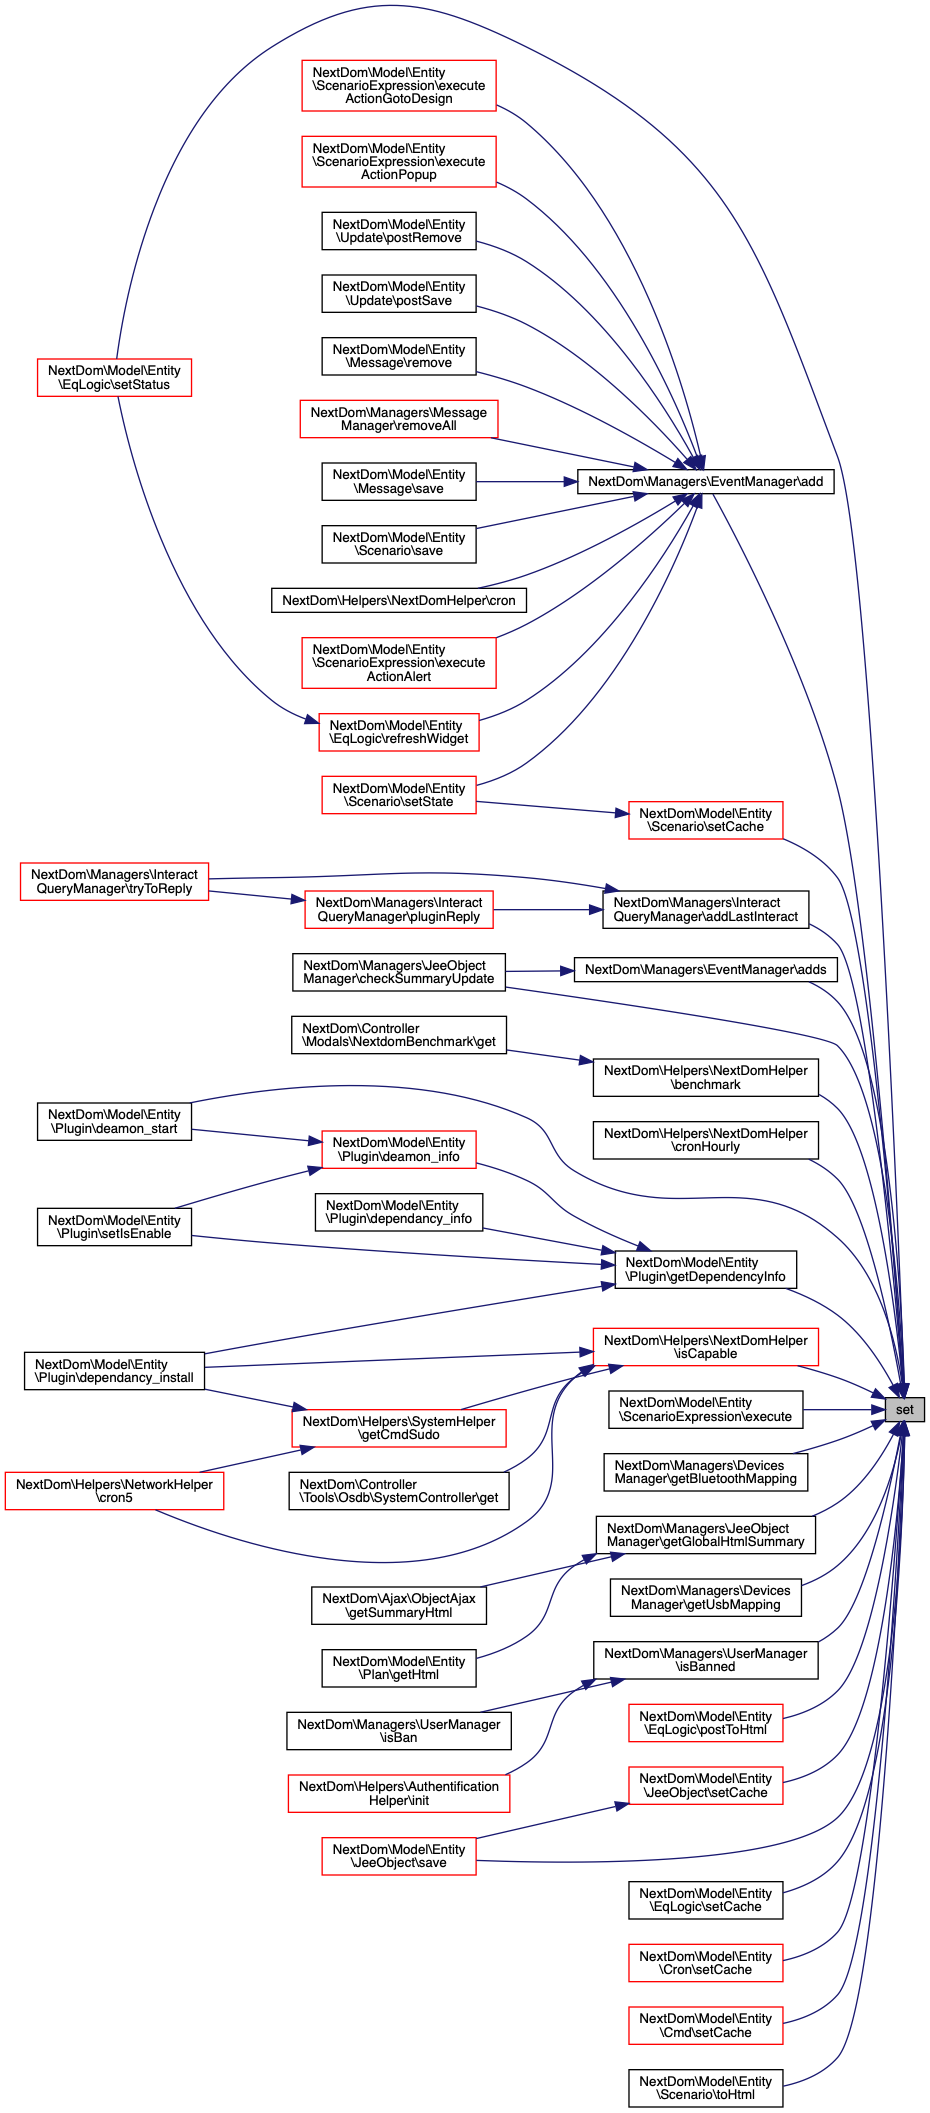 NextDom\Model\Entity
\ScenarioExpression\execute
ActionGotoDesign
NextDom\Model\Entity
\ScenarioExpression\execute
ActionPopup
NextDom\Model\Entity
\Update\postRemove
NextDom\Model\Entity
\Update\postSave
NextDom\Model\Entity
\Message\remove
NextDom\Model\Entity
\EqLogic\setStatus
NextDom\Managers\Message
Manager\removeAll
NextDom\Managers\EventManager\add
NextDom\Model\Entity
\Message\save
NextDom\Model\Entity
\Scenario\save
NextDom\Helpers\NextDomHelper\cron
NextDom\Model\Entity
\ScenarioExpression\execute
ActionAlert
NextDom\Model\Entity
\EqLogic\refreshWidget
NextDom\Model\Entity
\Scenario\setState
NextDom\Model\Entity
\Scenario\setCache
NextDom\Managers\Interact
QueryManager\tryToReply
NextDom\Managers\Interact
QueryManager\pluginReply
NextDom\Managers\Interact
QueryManager\addLastInteract
NextDom\Managers\JeeObject
Manager\checkSummaryUpdate
NextDom\Managers\EventManager\adds
NextDom\Controller
\Modals\NextdomBenchmark\get
NextDom\Helpers\NextDomHelper
\benchmark
NextDom\Model\Entity
\Plugin\deamon_start
NextDom\Helpers\NextDomHelper
\cronHourly
NextDom\Model\Entity
\Plugin\deamon_info
NextDom\Model\Entity
\Plugin\dependancy_info
NextDom\Model\Entity
\Plugin\setIsEnable
NextDom\Model\Entity
\Plugin\getDependencyInfo
NextDom\Helpers\NextDomHelper
\isCapable
NextDom\Model\Entity
\Plugin\dependancy_install
NextDom\Model\Entity
\ScenarioExpression\execute
set
NextDom\Helpers\SystemHelper
\getCmdSudo
NextDom\Managers\Devices
Manager\getBluetoothMapping
NextDom\Helpers\NetworkHelper
\cron5
NextDom\Controller
\Tools\Osdb\SystemController\get
NextDom\Managers\JeeObject
Manager\getGlobalHtmlSummary
NextDom\Managers\Devices
Manager\getUsbMapping
NextDom\Ajax\ObjectAjax
\getSummaryHtml
NextDom\Model\Entity
\Plan\getHtml
NextDom\Managers\UserManager
\isBanned
NextDom\Managers\UserManager
\isBan
NextDom\Model\Entity
\EqLogic\postToHtml
NextDom\Helpers\Authentification
Helper\init
NextDom\Model\Entity
\JeeObject\setCache
NextDom\Model\Entity
\JeeObject\save
NextDom\Model\Entity
\EqLogic\setCache
NextDom\Model\Entity
\Cron\setCache
NextDom\Model\Entity
\Cmd\setCache
NextDom\Model\Entity
\Scenario\toHtml